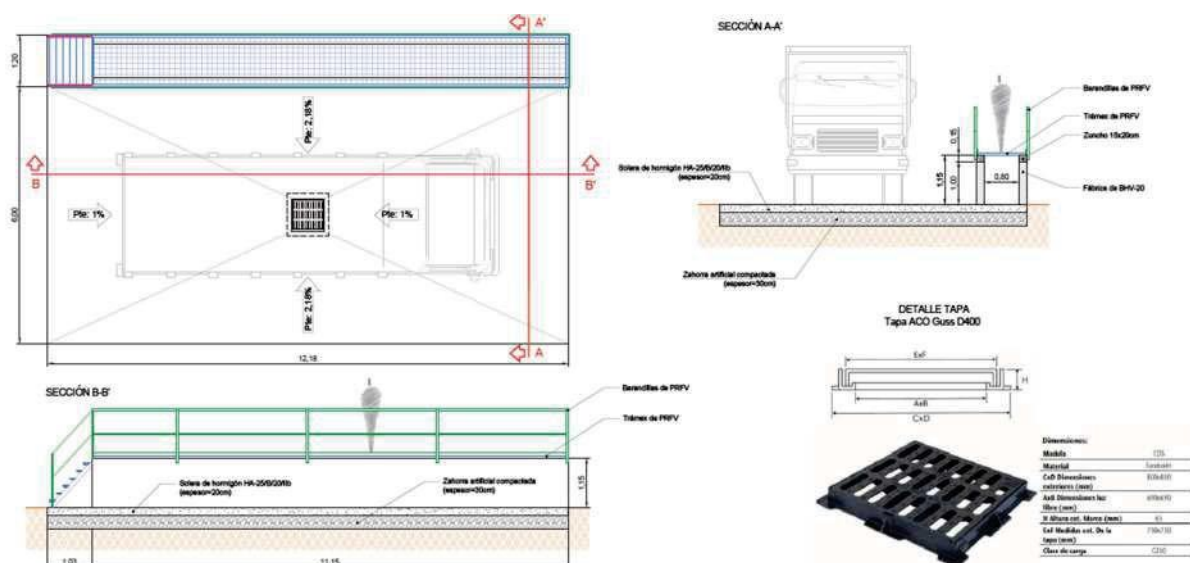 A'
1,20
Pte: 2,18%
B
B'
6,00
Pte: 1%
Pte: 1%
Pte: 2,18%
12,18
A
SECCIÓN A-A'
Barandillas de PRFV
Trámex de PRFV
Zuncho 15x20cm
Fábrica de BHV-20
0,15
1,15
1,00
0,80
Solera de hormigón HA-25/B/20/IIb
(espesor=20cm)
Zahorra artificial compactada
(espesor=30cm)
SECCIÓN B-B'
Barandillas de PRFV
Trámex de PRFV
Solera de hormigón HA-25/B/20/IIb
(espesor=20cm)
Zahorra artificial compactada
(espesor=30cm)
1,15
1,03
11,15
DETALLE TAPA
Tapa ACO Guss D400
ExF
H
AxB
CxD
Dimensiones:
Modelo
Material Fundición
CxD Dimensiones
exteriores (mm)
AxB Dimensiones luz
libre (mm)
H Altura ext. Marco (mm)
ExF Medidas ext. De la
tapa (mm)
Clase de carga